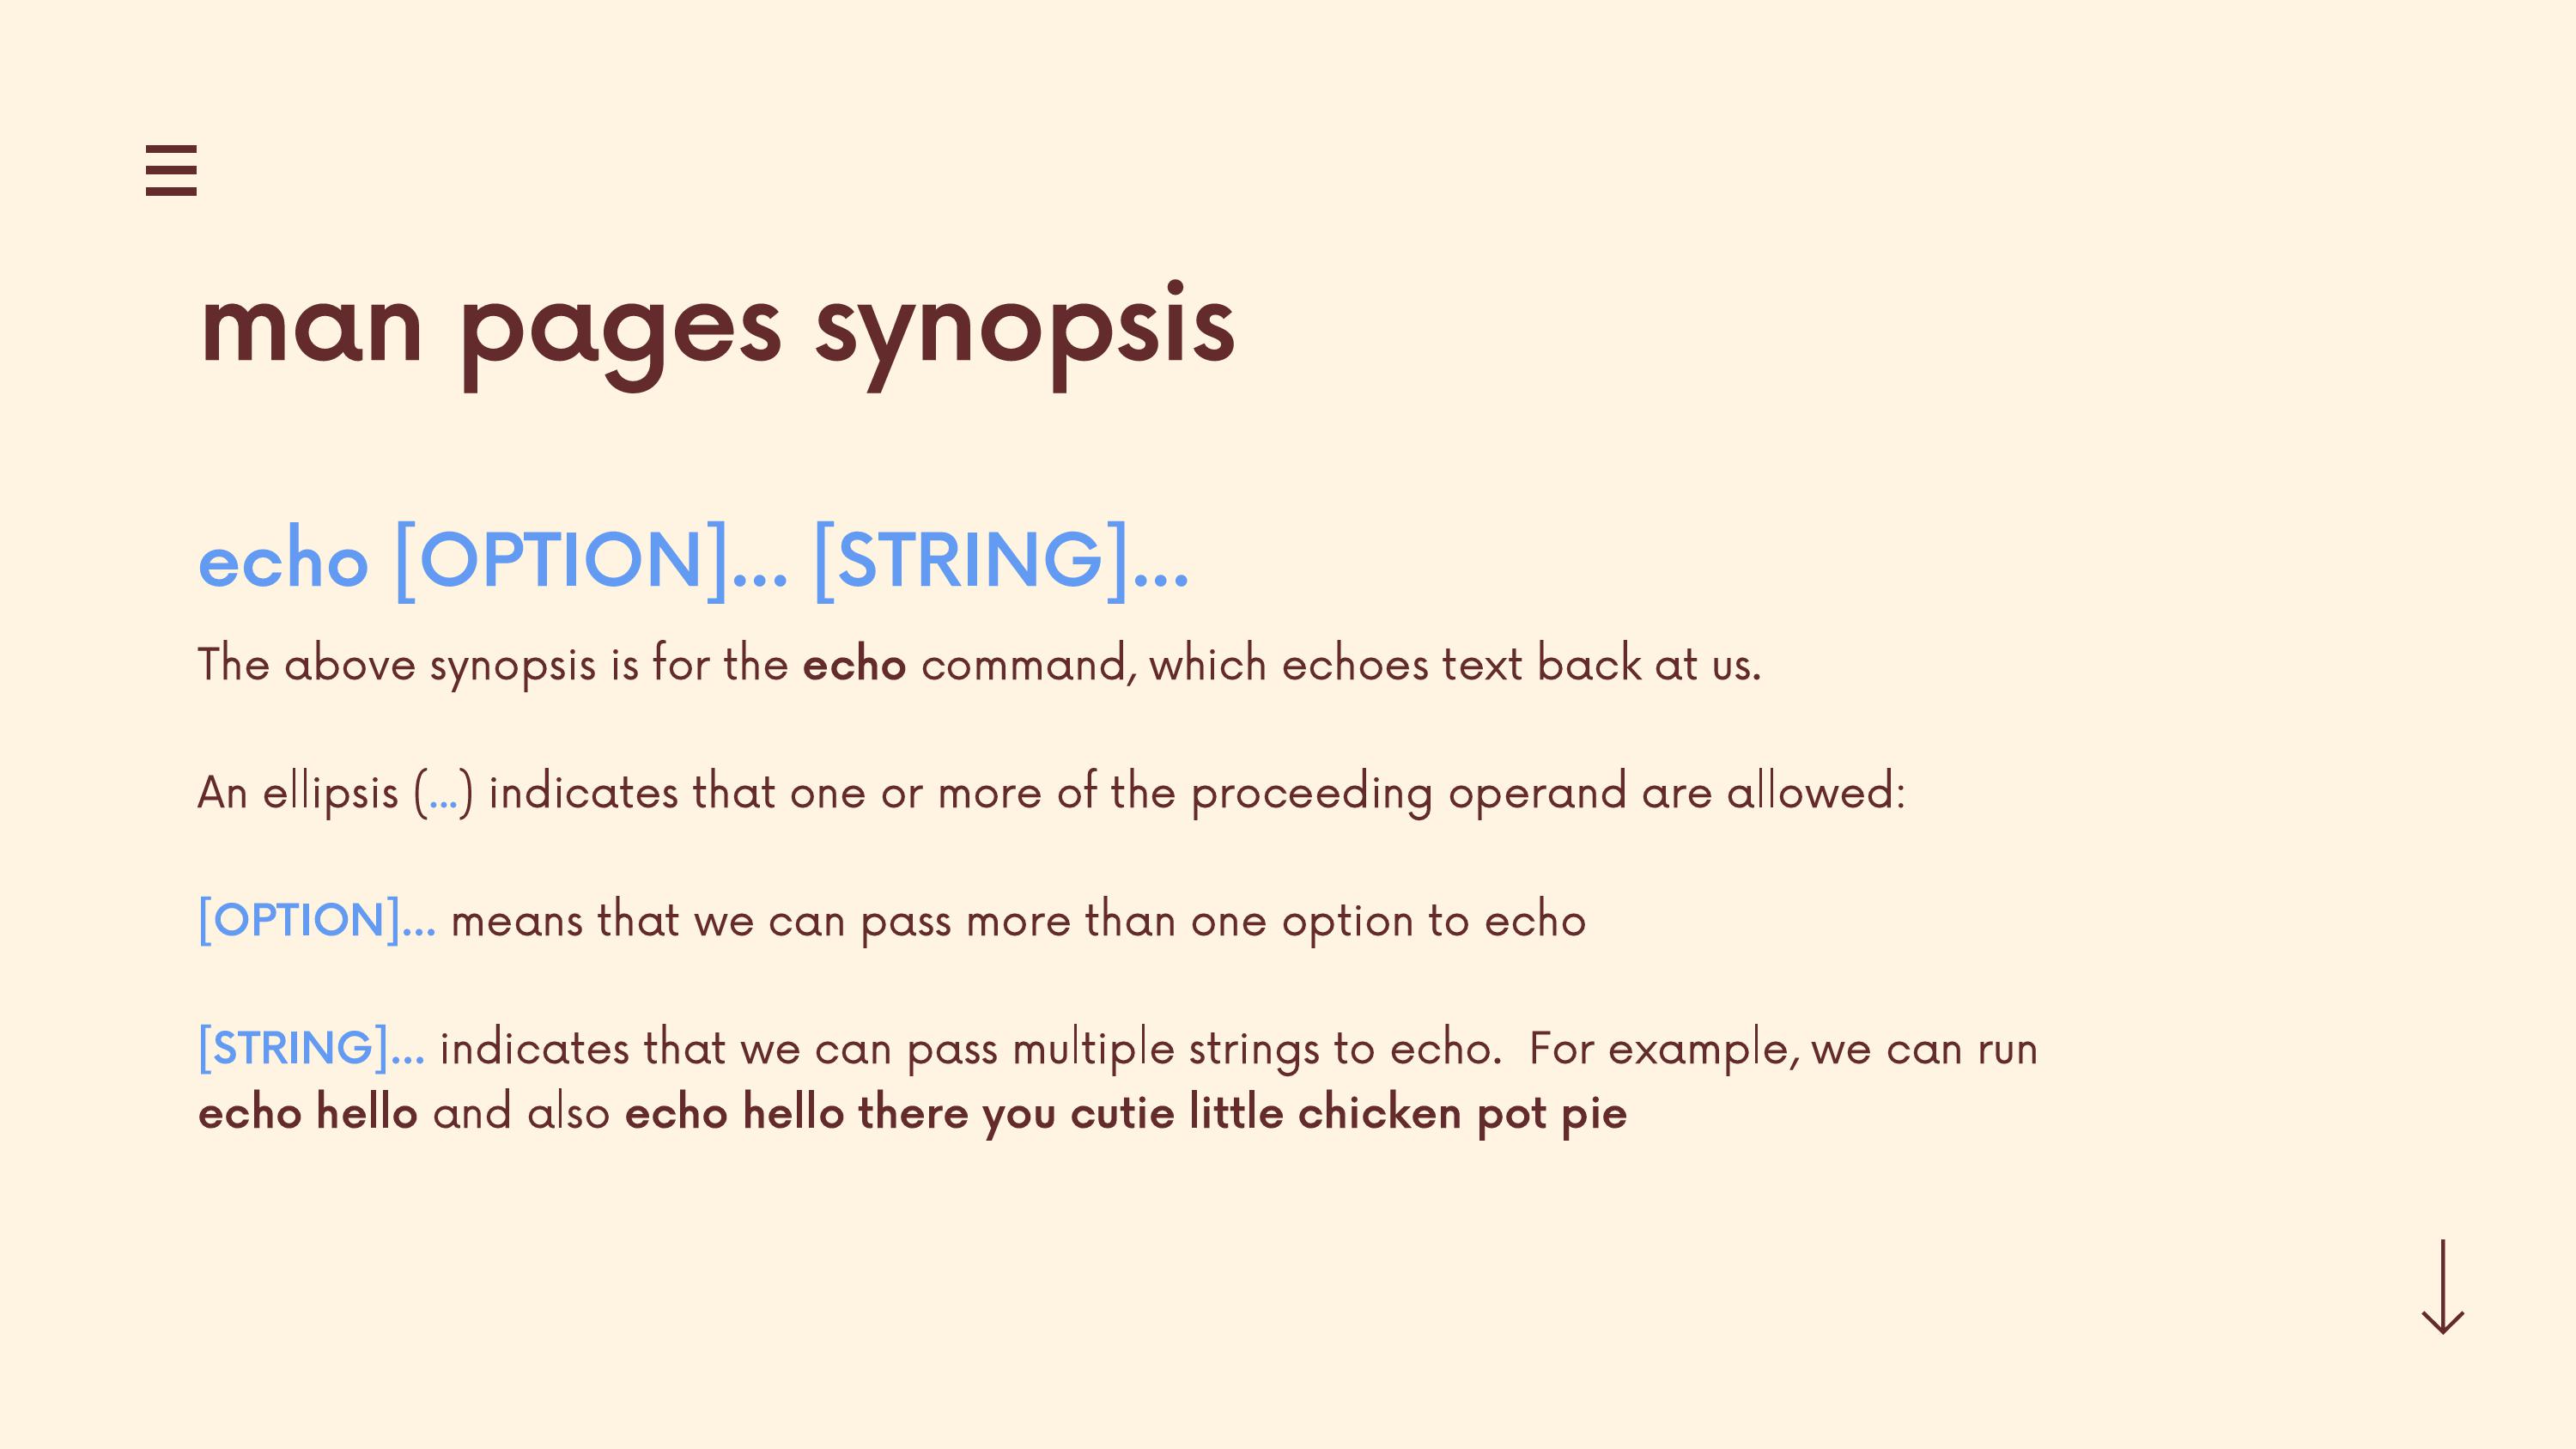 man pages synopsis
echo [OPTION]... [STRING]...
The above synopsis is for the echo command, which echoes text back at us.
An ellipsis (...) indicates that one or more of the proceeding operand are allowed:
[OPTION]... means that we can pass more than one option to echo
[STRING]... indicates that we can pass multiple strings to echo.  For example, we can run
echo hello and also echo hello there you cutie little chicken pot pie